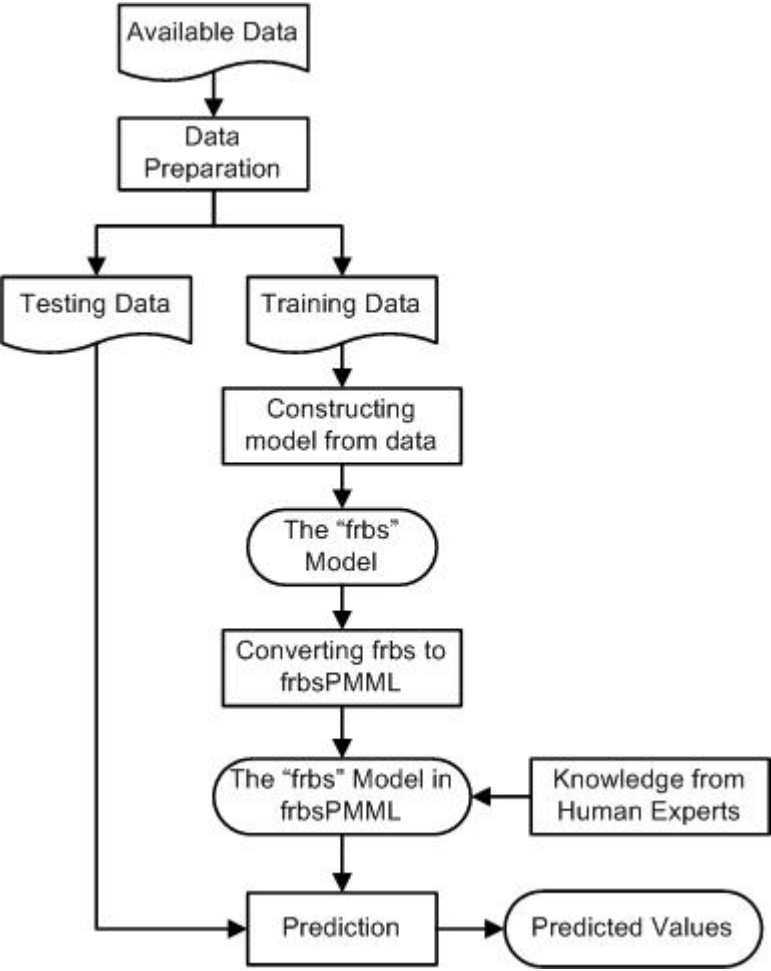 Available Data
Data
Preparation
Testing Data
Training Data
Constructing
model from data
The “frbs”
Model
Converting frbs to
frbsPMML
The “frbs” Model in
frbsPMML
Knowledge from
Human Experts
Prediction
Predicted Values